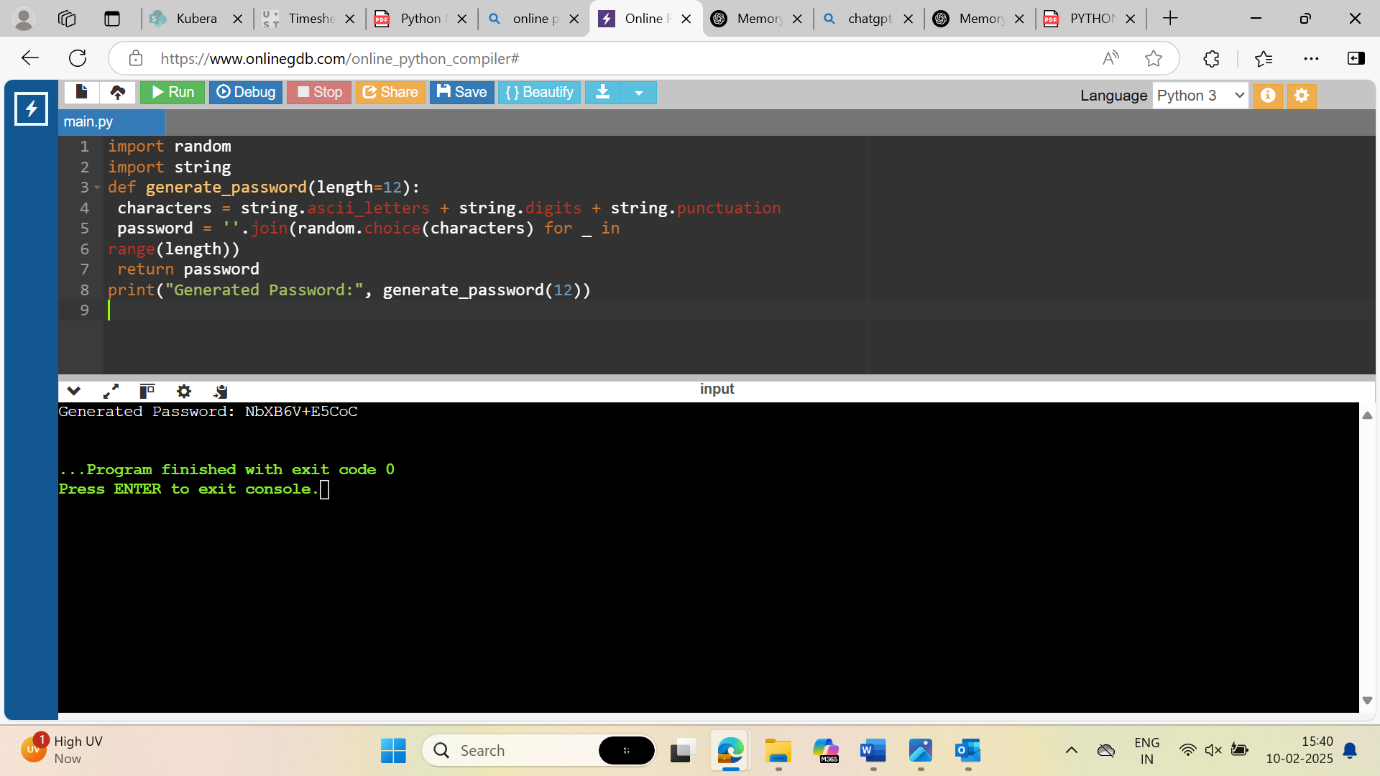 Kubera
Timeshe
Python
online p
Online P
Memory
chatgpt
Memory
PYTHON
https://www.onlinegdb.com/online_python_compiler#
Run Debug Stop Share Save { } Beautify
Language Python 3
main.py
1 import random
2 import string
3 def generate_password(length=12):
4 characters = string.ascii_letters + string.digits + string.punctuation
5 password = ''.join(random.choice(characters) for _ in
6 range(length))
7 return password
8 print("Generated Password:", generate_password(12))
9
input
Generated Password: NbXB6V+E5CoC
...Program finished with exit code 0
Press ENTER to exit console.
1
UV
High UV
Now
Search
M365
ENG
IN
15:40
10-02-2025